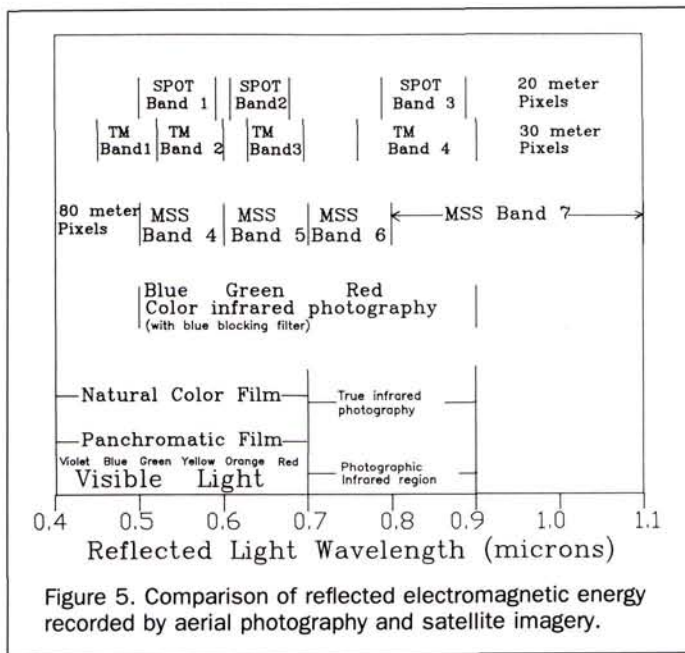 SPOT SPOT SPOT 20 meter
Band 1 Band2 Band 3 Pixels
TM TM TM TM 30 meter
Band1 Band 2 Band3 Band 4 Pixels
80 meter MSS MSS MSS MSS Band 7
Pixels Band 4 Band 5 Band 6
Blue Green Red
Color infrared photography
(with blue blocking filter)
Natural Color Film True infrared
photography
Panchromatic Film
Violet Blue Green Yellow Orange Red Photographic
Visible Light Infrared region
0.4 0.5 0.6 0.7 0.8 0.9 1.0 1.1
Reflected Light Wavelength (microns)
Figure 5. Comparison of reflected electromagnetic energy
recorded by aerial photography and satellite imagery.